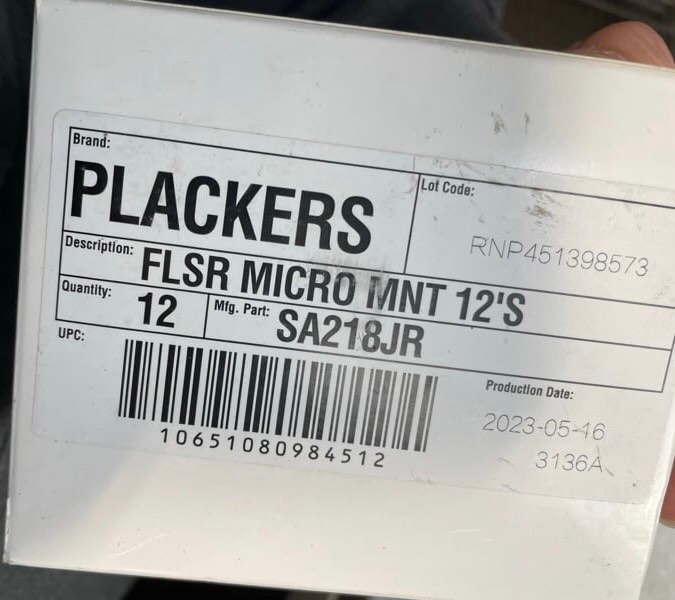 Brand:
PLACKERS
Lot Code:
RNP451398573
Description: FLSR MICRO MNT 12'S
Quantity: 12
Mfg. Part: SA218JR
UPC:
10651080984512
Production Date:
2023-05-16
3136A